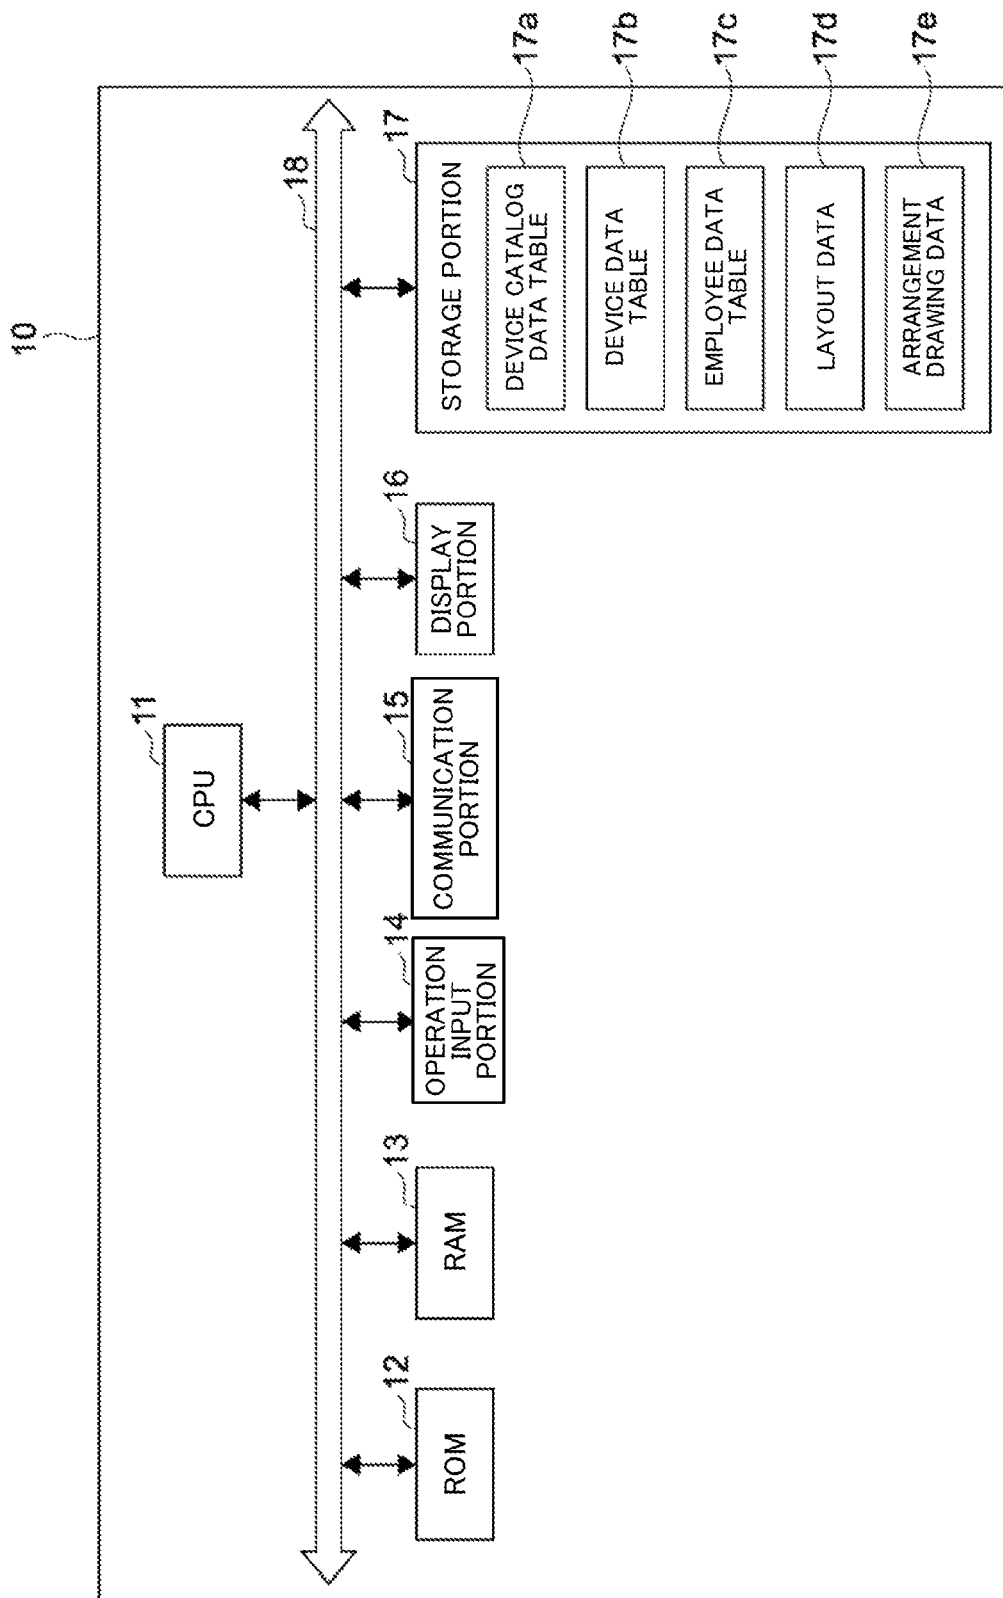 10
11
CPU
18
12
ROM
13
RAM
14
OPERATION
INPUT
PORTION
15
COMMUNICATION
PORTION
16
DISPLAY
PORTION
17
STORAGE PORTION
DEVICE CATALOG
DATA TABLE
17a
DEVICE DATA
TABLE
17b
EMPLOYEE DATA
TABLE
17c
LAYOUT DATA
17d
ARRANGEMENT
DRAWING DATA
17e